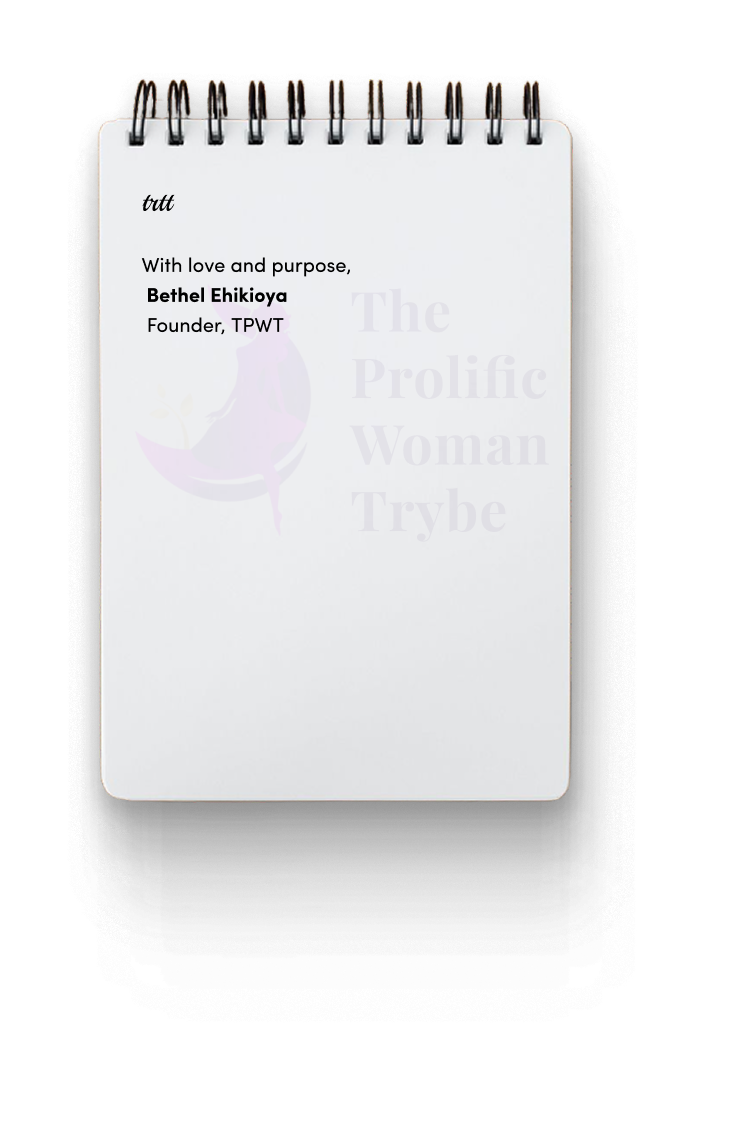 trtt
With love and purpose,
Bethel Ehikioya
Founder, TPWT
The
Prolific
Woman
Trybe